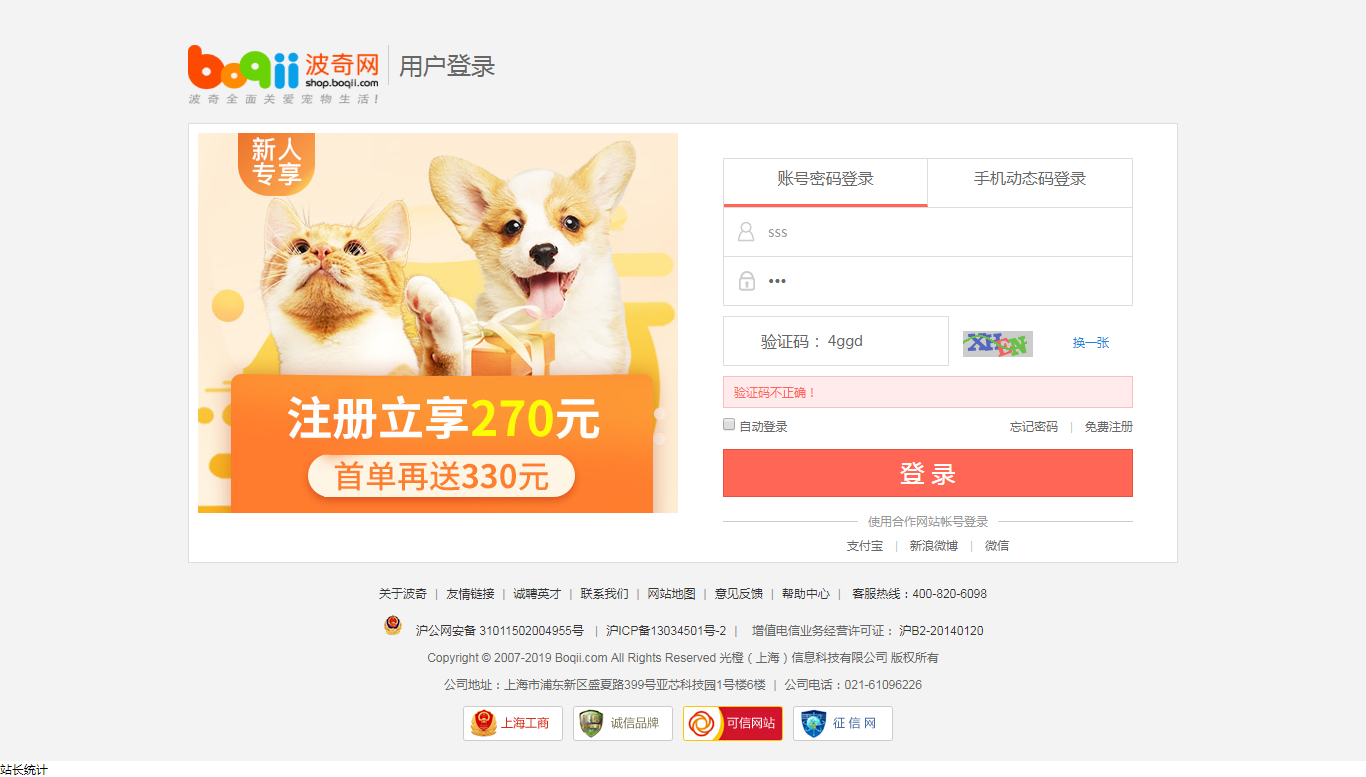 boqii 波奇网
shop.boqii.com
波奇全面关爱宠物生活!
用户登录
新人
专享
注册立享270元
首单再送330元
账号密码登录 手机动态码登录
sss
•••
验证码： 4ggd XHEN 换一张
验证码不正确！
自动登录 忘记密码 | 免费注册
登 录
使用合作网站帐号登录
支付宝 | 新浪微博 | 微信
关于波奇 | 友情链接 | 诚聘英才 | 联系我们 | 网站地图 | 意见反馈 | 帮助中心 | 客服热线：400-820-6098
沪公网安备 31011502004955号 | 沪ICP备13034501号-2 | 增值电信业务经营许可证： 沪B2-20140120
Copyright © 2007-2019 Boqii.com All Rights Reserved 光橙（上海）信息科技有限公司 版权所有
公司地址：上海市浦东新区盛夏路399号亚芯科技园1号楼6楼 | 公司电话：021-61096226
上海工商 诚信品牌 可信网站 征信网
站长统计